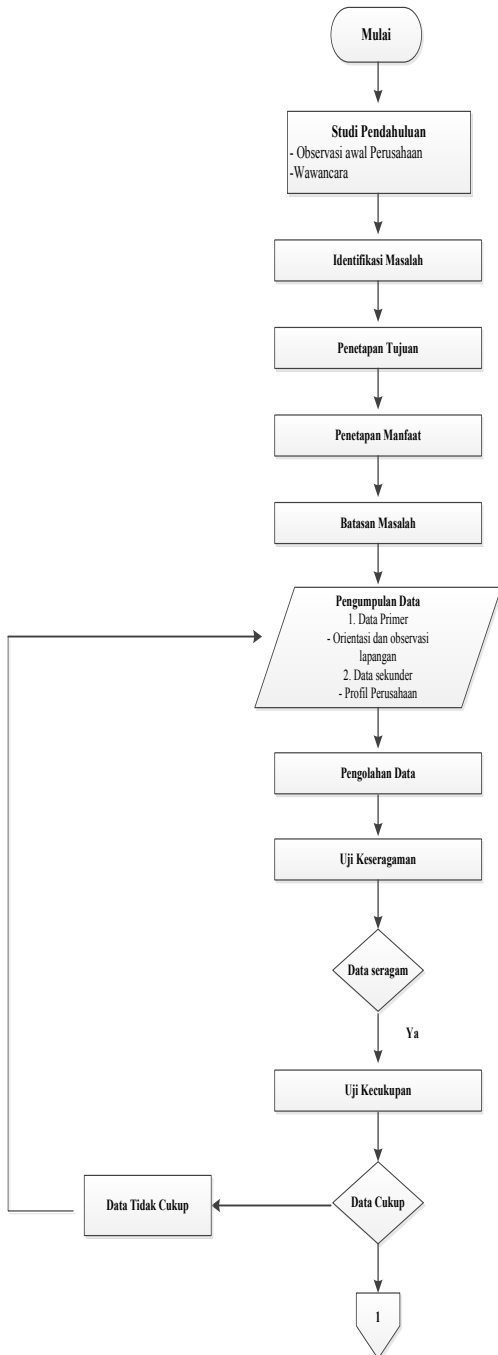 Mulai
Studi Pendahuluan
- Observasi awal Perusahaan
-Wawancara
Identifikasi Masalah
Penetapan Tujuan
Penetapan Manfaat
Batasan Masalah
Pengumpulan Data
1. Data Primer
- Orientasi dan observasi
lapangan
2. Data sekunder
- Profil Perusahaan
Pengolahan Data
Uji Keseragaman
Data seragam
Ya
Uji Kecukupan
Data Cukup
Data Tidak Cukup
1